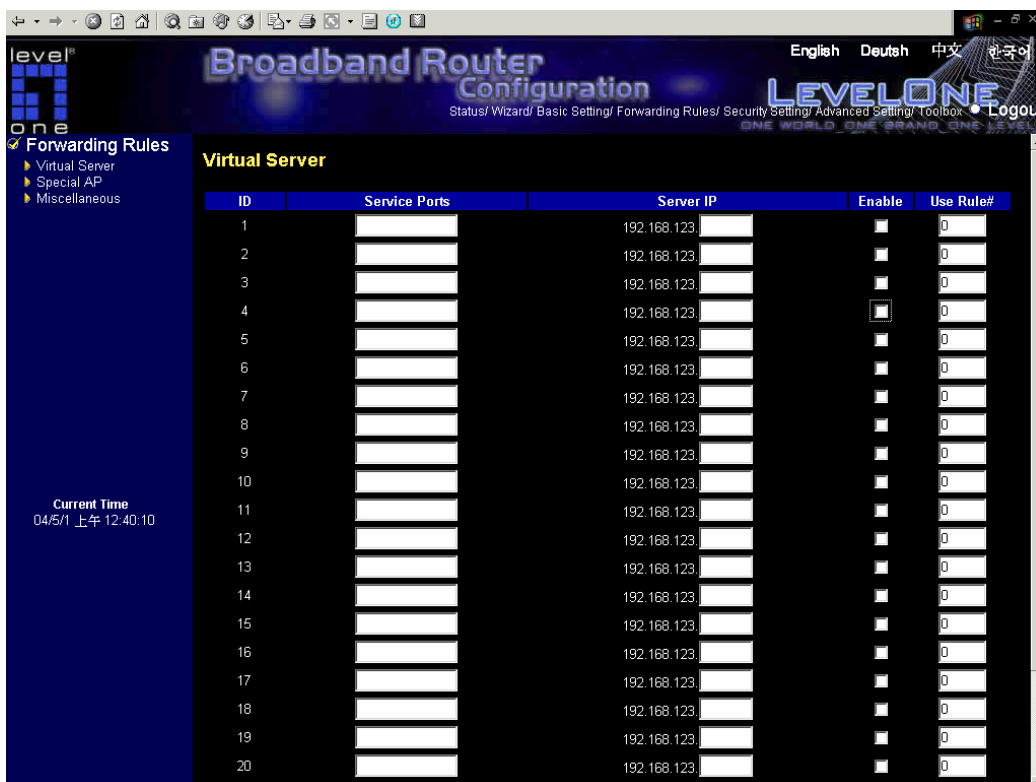 level®
one
Broadband Router
Configuration
English Deutsh 中文 한국어
LEVELONE
Status/ Wizard/ Basic Setting/ Forwarding Rules/ Security Setting/ Advanced Setting/ Toolbox Logou
ONE WORLD ONE BRAND ONE LEVEL
Forwarding Rules
Virtual Server
Special AP
Miscellaneous
Current Time
04/5/1 上午 12:40:10
Virtual Server
ID Service Ports Server IP Enable Use Rule#
1 192.168.123. 0
2 192.168.123. 0
3 192.168.123. 0
4 192.168.123. 0
5 192.168.123. 0
6 192.168.123. 0
7 192.168.123. 0
8 192.168.123. 0
9 192.168.123. 0
10 192.168.123. 0
11 192.168.123. 0
12 192.168.123. 0
13 192.168.123. 0
14 192.168.123. 0
15 192.168.123. 0
16 192.168.123. 0
17 192.168.123. 0
18 192.168.123. 0
19 192.168.123. 0
20 192.168.123. 0